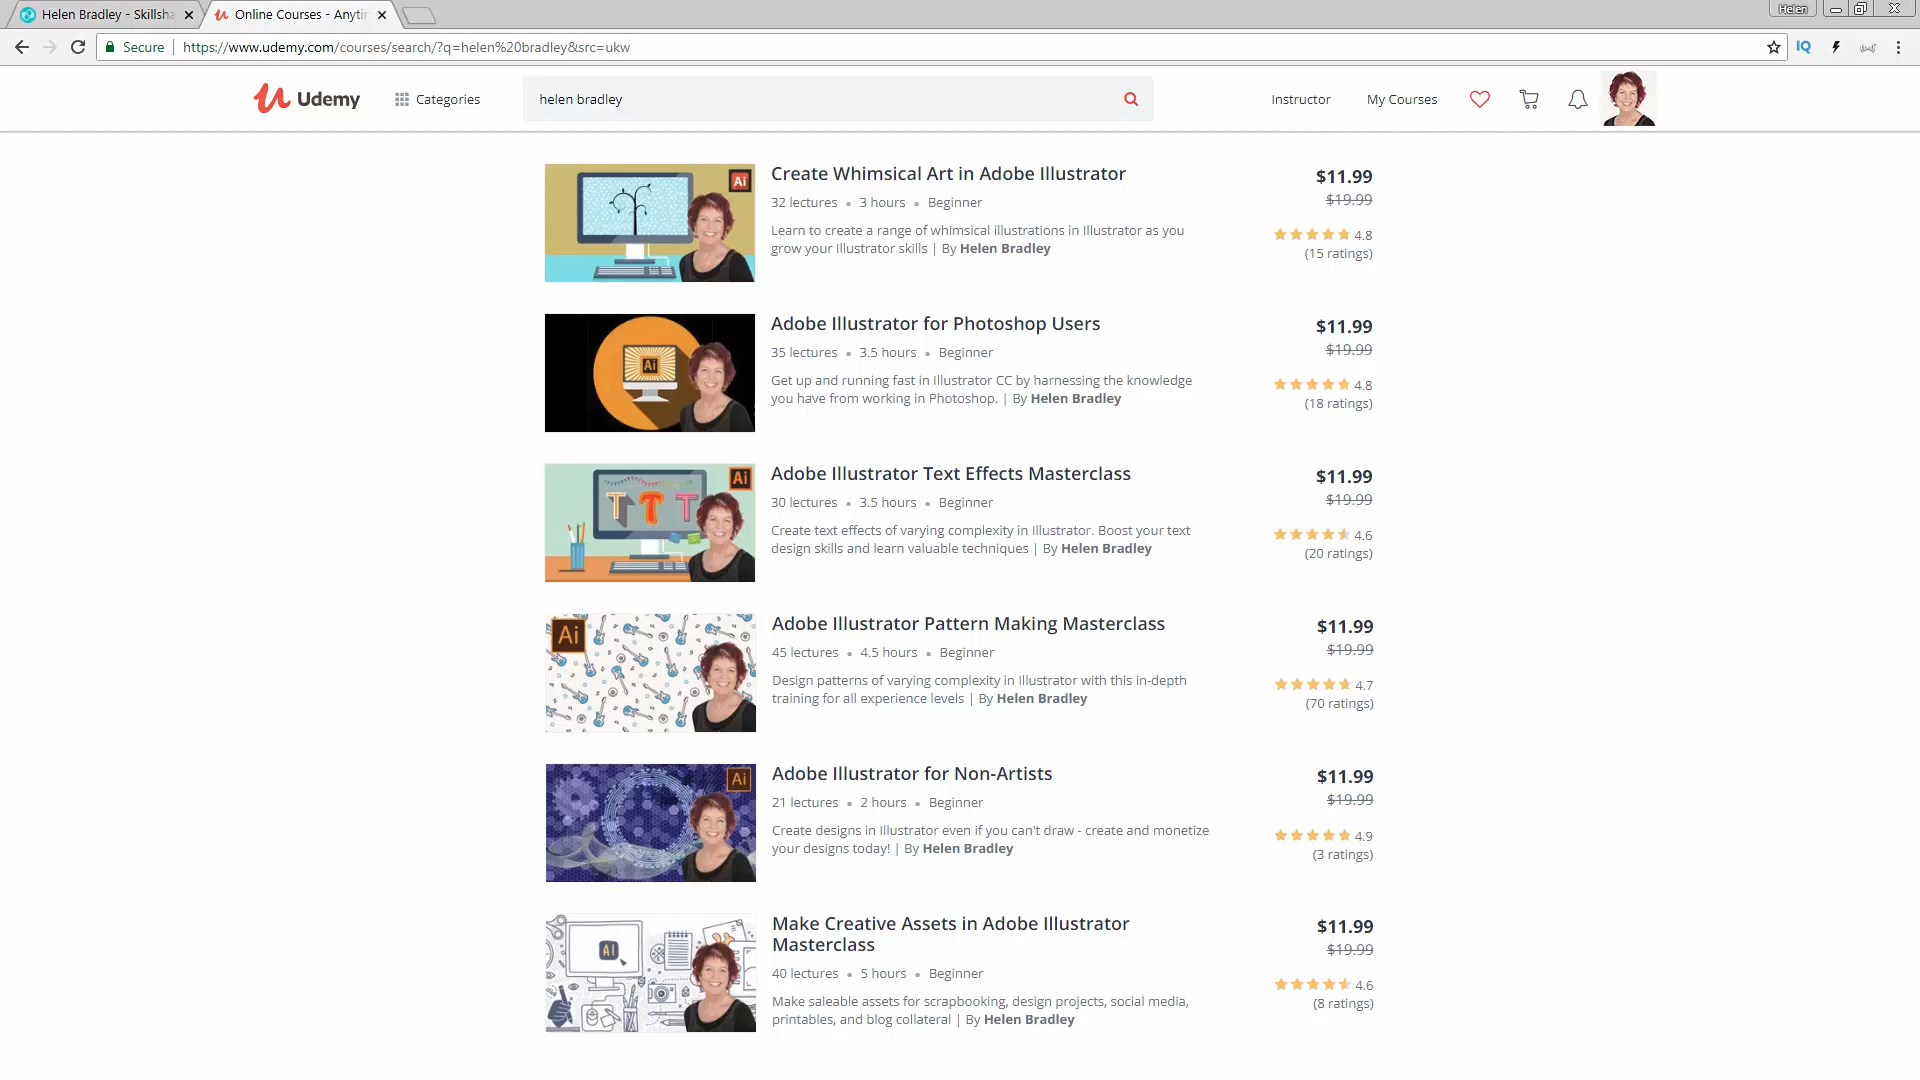 Helen Bradley - Skillsha
Online Courses - Anytin
Helen
Secure
https://www.udemy.com/courses/search/?q=helen%20bradley&src=ukw
IQ
Udemy
Categories
helen bradley
Instructor
My Courses
Ai
Create Whimsical Art in Adobe Illustrator
32 lectures • 3 hours • Beginner
Learn to create a range of whimsical illustrations in Illustrator as you
grow your Illustrator skills | By Helen Bradley
$11.99
$19.99
4.8
(15 ratings)
Ai
Adobe Illustrator for Photoshop Users
35 lectures • 3.5 hours • Beginner
Get up and running fast in Illustrator CC by harnessing the knowledge
you have from working in Photoshop. | By Helen Bradley
$11.99
$19.99
4.8
(18 ratings)
Ai
T T T
Adobe Illustrator Text Effects Masterclass
30 lectures • 3.5 hours • Beginner
Create text effects of varying complexity in Illustrator. Boost your text
design skills and learn valuable techniques | By Helen Bradley
$11.99
$19.99
4.6
(20 ratings)
Ai
Adobe Illustrator Pattern Making Masterclass
45 lectures • 4.5 hours • Beginner
Design patterns of varying complexity in Illustrator with this in-depth
training for all experience levels | By Helen Bradley
$11.99
$19.99
4.7
(70 ratings)
Ai
Adobe Illustrator for Non-Artists
21 lectures • 2 hours • Beginner
Create designs in Illustrator even if you can't draw - create and monetize
your designs today! | By Helen Bradley
$11.99
$19.99
4.9
(3 ratings)
AI
Make Creative Assets in Adobe Illustrator
Masterclass
40 lectures • 5 hours • Beginner
Make saleable assets for scrapbooking, design projects, social media,
printables, and blog collateral | By Helen Bradley
$11.99
$19.99
4.6
(8 ratings)